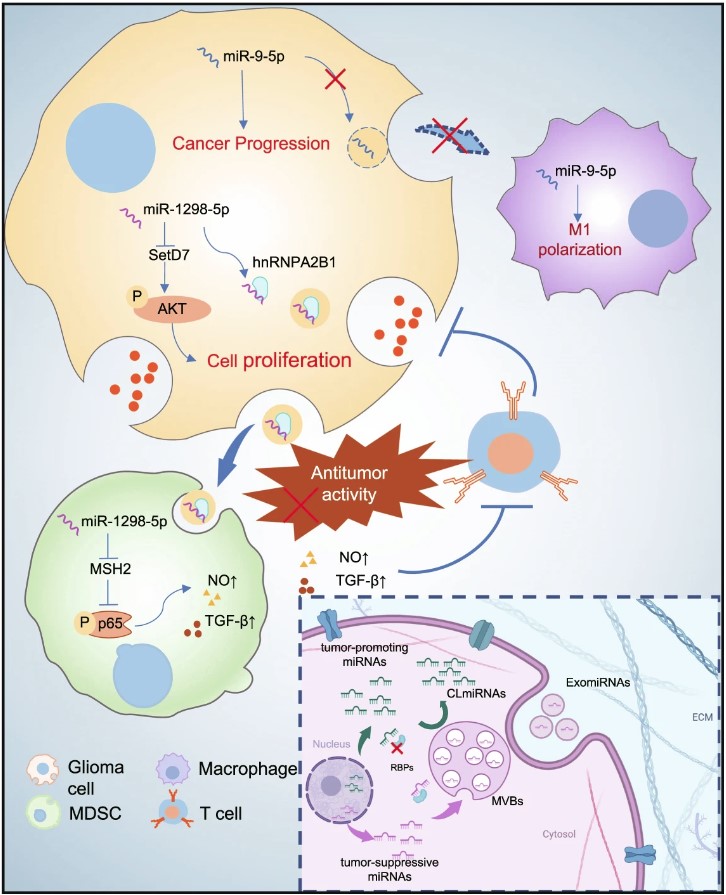 miR-9-5p
Cancer Progression
miR-9-5p
M1
polarization
miR-1298-5p
SetD7
hnRNPA2B1
P
AKT
Cell proliferation
Antitumor
activity
miR-1298-5p
MSH2
P p65
NO↑
TGF-β↑
NO↑
TGF-β↑
tumor-promoting
miRNAs
CLmiRNAs
ExomiRNAs
ECM
Nucleus
RBPs
MVBs
Cytosol
tumor-suppressive
miRNAs
Glioma
cell
Macrophage
MDSC
T cell